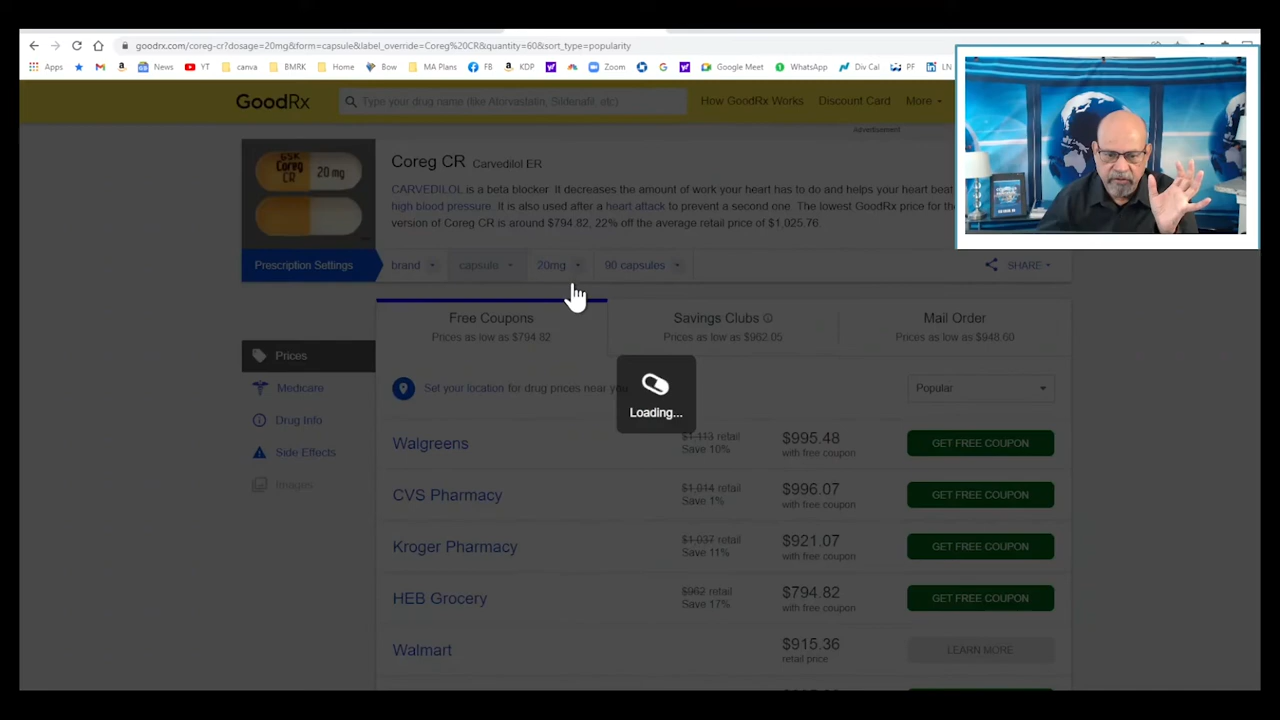 goodrx.com/coreg-cr?dosage=20mg&form=capsule&label_override=Coreg%20CR&quantity=60&sort_type=popularity
Apps
News
YT
canva
BMRK
Home
Bow
MA Plans
FB
KDP
Zoom
Google Meet
WhatsApp
Div Cal
PF
LN
GoodRx
Type your drug name (like Atorvastatin, Sildenafil, etc)
How GoodRx Works
Discount Card
More
Advertisement
GSK
Coreg
CR
20 mg
Coreg CR Carvedilol ER
CARVEDILOL is a beta blocker. It decreases the amount of work your heart has to do and helps your heart beat
high blood pressure. It is also used after a heart attack to prevent a second one. The lowest GoodRx price for the
version of Coreg CR is around $794.82, 22% off the average retail price of $1,025.76.
Prescription Settings
brand
capsule
20mg
90 capsules
SHARE
Free Coupons
Prices as low as $794.82
Savings Clubs
Prices as low as $962.05
Mail Order
Prices as low as $948.60
Prices
Medicare
Drug Info
Side Effects
Images
Set your location for drug prices near you
Popular
Loading...
Walgreens
$1,113 retail
Save 10%
$995.48
with free coupon
GET FREE COUPON
CVS Pharmacy
$1,014 retail
Save 1%
$996.07
with free coupon
GET FREE COUPON
Kroger Pharmacy
$1,037 retail
Save 11%
$921.07
with free coupon
GET FREE COUPON
HEB Grocery
$962 retail
Save 17%
$794.82
with free coupon
GET FREE COUPON
Walmart
$915.36
retail price
LEARN MORE